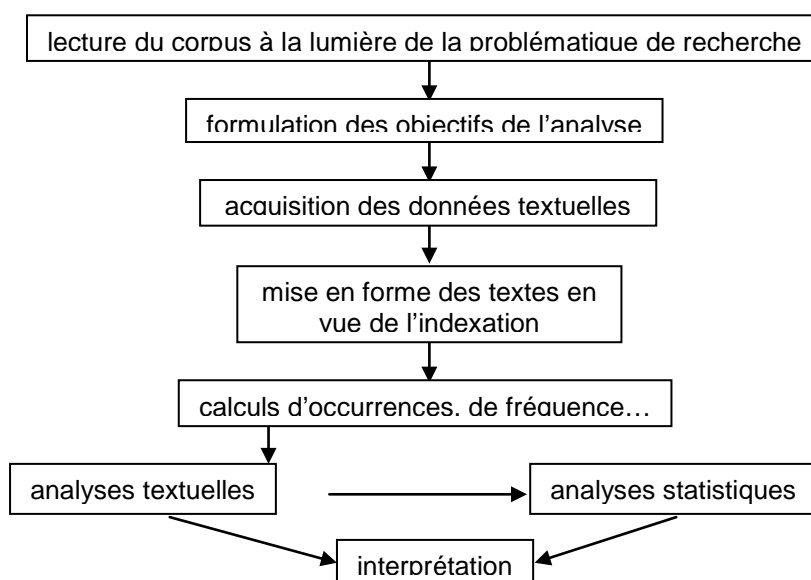 lecture du corpus à la lumière de la problématique de recherche
formulation des objectifs de l’analyse
acquisition des données textuelles
mise en forme des textes en
vue de l’indexation
calculs d’occurrences, de fréquence…
analyses textuelles
analyses statistiques
interprétation